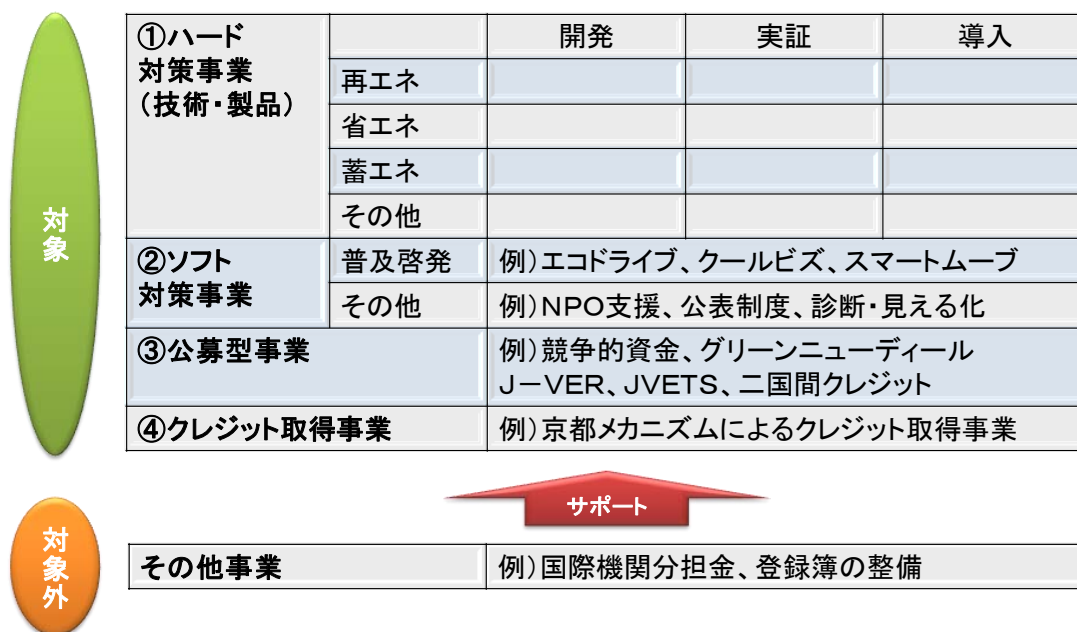 対象
①ハード
対策事業
（技術・製品）
開発 実証 導入
再エネ
省エネ
蓄エネ
その他
②ソフト
対策事業
普及啓発 例）エコドライブ、クールビズ、スマートムーブ
その他 例）NPO支援、公表制度、診断・見える化
③公募型事業 例）競争的資金、グリーンニューディール
J－VER、JVETS、二国間クレジット
④クレジット取得事業 例）京都メカニズムによるクレジット取得事業
サポート
対象外
その他事業 例）国際機関分担金、登録簿の整備